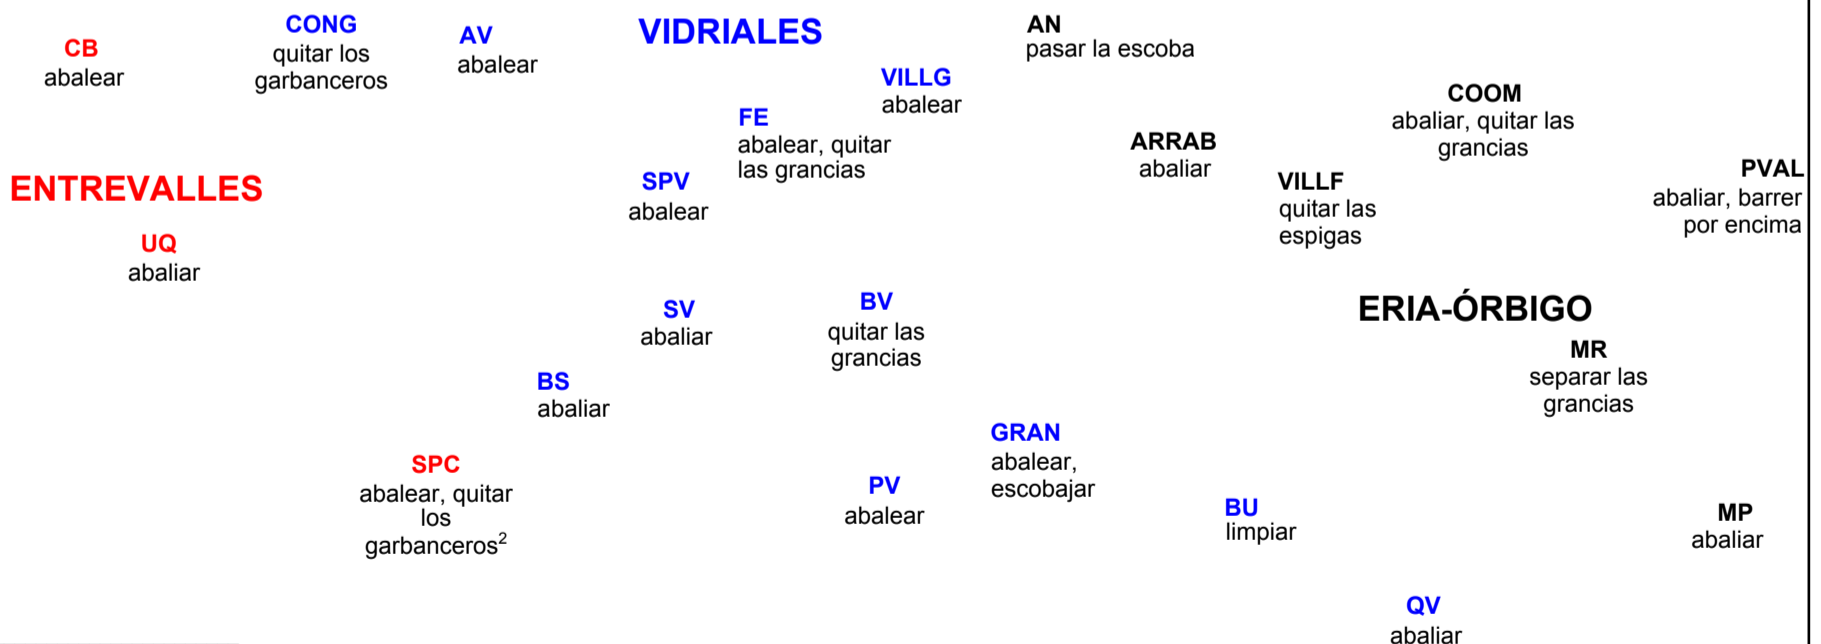 CB
abalear
CONG
quitar los
garbanceros
AV
abalear
VIDRIALES
AN
pasar la escoba
VILLG
abalear
FE
abalear, quitar
las grancias
COOM
abaliar, quitar las
grancias
ARRAB
abaliar
PVAL
abaliar, barrer
por encima
ENTREVALLES
SPV
abalear
VILLF
quitar las
espigas
UQ
abaliar
SV
abaliar
BV
quitar las
grancias
ERIA-ÓRBIGO
MR
separar las
grancias
BS
abaliar
GRAN
abalear,
escobajar
SPC
abalear, quitar
los
garbanceros²
PV
abalear
BU
limpiar
MP
abaliar
QV
abaliar